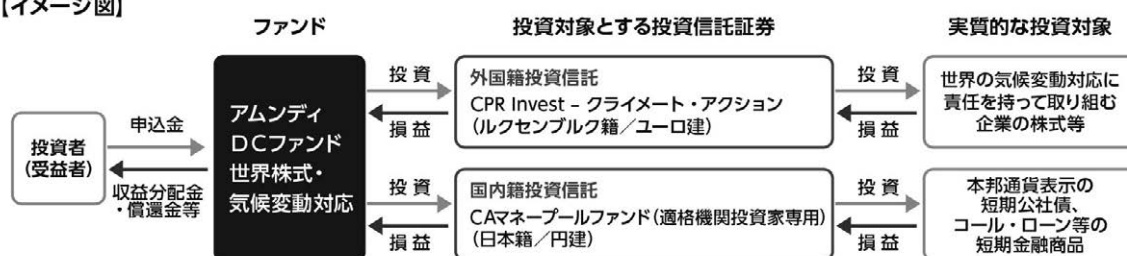 【イメージ図】
ファンド
投資対象とする投資信託証券
実質的な投資対象
投資者
(受益者)
申込金
収益分配金
・償還金等
アムンディ
DCファンド
世界株式・
気候変動対応
投資
損益
外国籍投資信託
CPR Invest – クライメート・アクション
(ルクセンブルク籍/ユーロ建)
投資
損益
世界の気候変動対応に
責任を持って取り組む
企業の株式等
投資
損益
国内籍投資信託
CAマネープールファンド(適格機関投資家専用)
(日本籍/円建)
投資
損益
本邦通貨表示の
短期公社債、
コール・ローン等の
短期金融商品